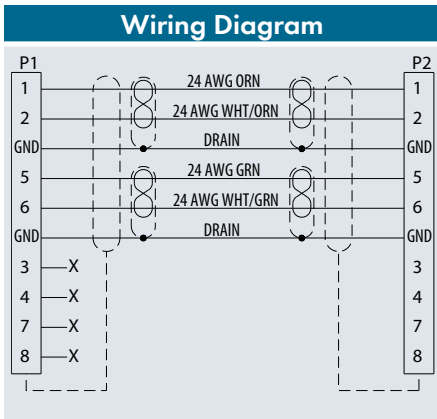 Wiring Diagram
P1 P2
1 24 AWG ORN 1
2 24 AWG WHT/ORN 2
GND DRAIN GND
5 24 AWG GRN 5
6 24 AWG WHT/GRN 6
GND DRAIN GND
3 X 3
4 X 4
7 X 7
8 X 8